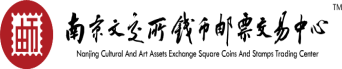 南京文交所钱币邮票交易中心 TM
Nanjing Cultural And Art Assets Exchange Square Coins And Stamps Trading Center